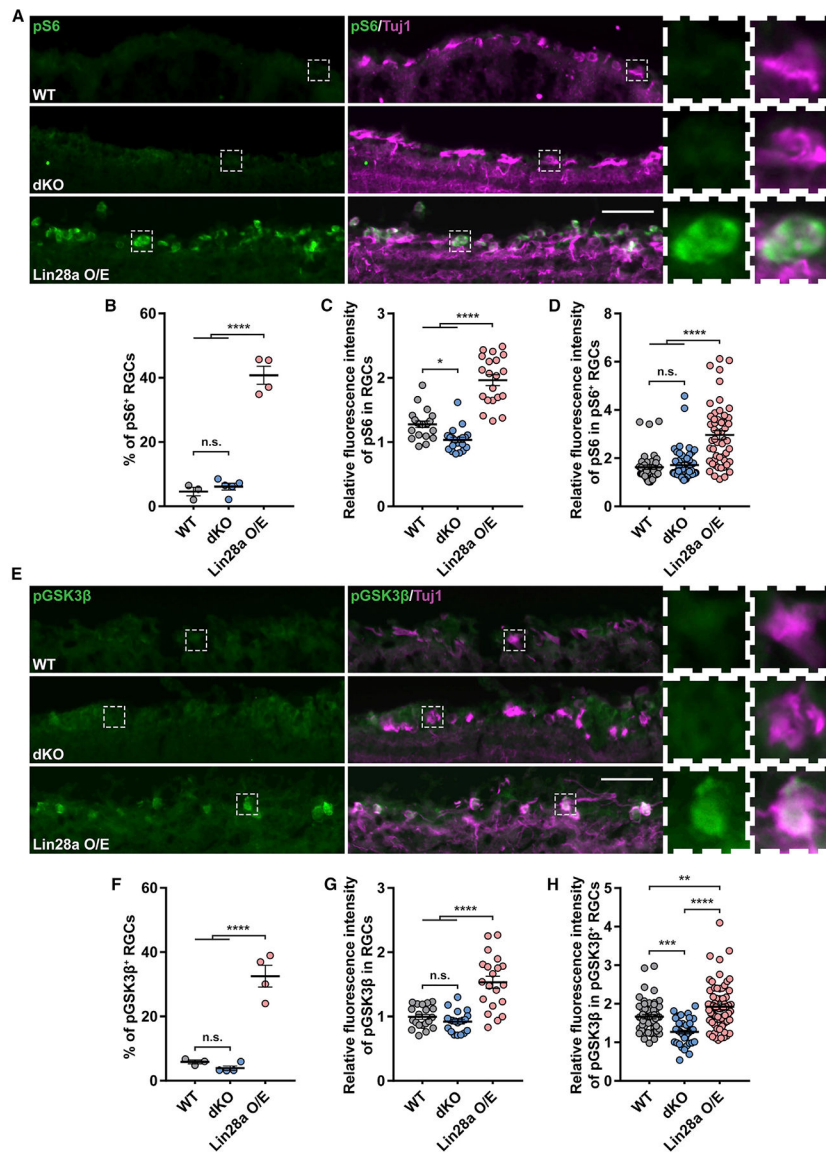 A
pS6
pS6/Tuj1
WT
dKO
Lin28a O/E
B
% of pS6⁺ RGCs
60
40
20
0
****
n.s.
WT
dKO
Lin28a O/E
C
Relative fluorescence intensity
of pS6 in RGCs
3
2
1
0
****
*
WT
dKO
Lin28a O/E
D
Relative fluorescence intensity
of pS6 in pS6⁺ RGCs
8
6
4
2
0
****
n.s.
WT
dKO
Lin28a O/E
E
pGSK3β
pGSK3β/Tuj1
WT
dKO
Lin28a O/E
F
% of pGSK3β⁺ RGCs
60
40
20
0
****
n.s.
WT
dKO
Lin28a O/E
G
Relative fluorescence intensity
of pGSK3β in RGCs
3
2
1
0
****
n.s.
WT
dKO
Lin28a O/E
H
Relative fluorescence intensity
of pGSK3β in pGSK3β⁺ RGCs
5
4
3
2
1
0
**
****
***
WT
dKO
Lin28a O/E